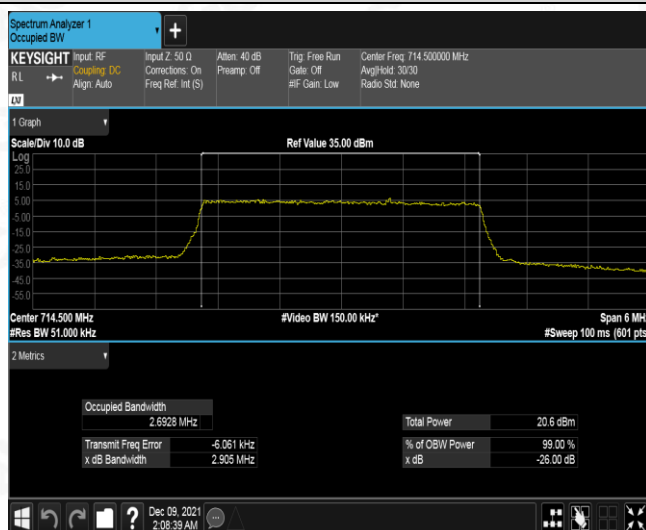 Spectrum Analyzer 1
Occupied BW
+
KEYSIGHT Input: RF Input Z: 50 Ω Atten: 40 dB Trig: Free Run Center Freq: 714.500000 MHz
RL Coupling: DC Corrections: On Preamp: Off Gate: Off Avg|Hold: 30/30
Align: Auto Freq Ref: Int (S) #IF Gain: Low Radio Std: None
LXI
1 Graph
Scale/Div 10.0 dB Ref Value 35.00 dBm
Log
25.0
15.0
5.00
-5.00
-15.0
-25.0
-35.0
-45.0
-55.0
Center 714.500 MHz #Video BW 150.00 kHz* Span 6 MHz
#Res BW 51.000 kHz #Sweep 100 ms (601 pts)
2 Metrics
Occupied Bandwidth
2.6928 MHz Total Power 20.6 dBm
Transmit Freq Error -6.061 kHz % of OBW Power 99.00 %
x dB Bandwidth 2.905 MHz x dB -26.00 dB
? Dec 09, 2021
2:08:39 AM